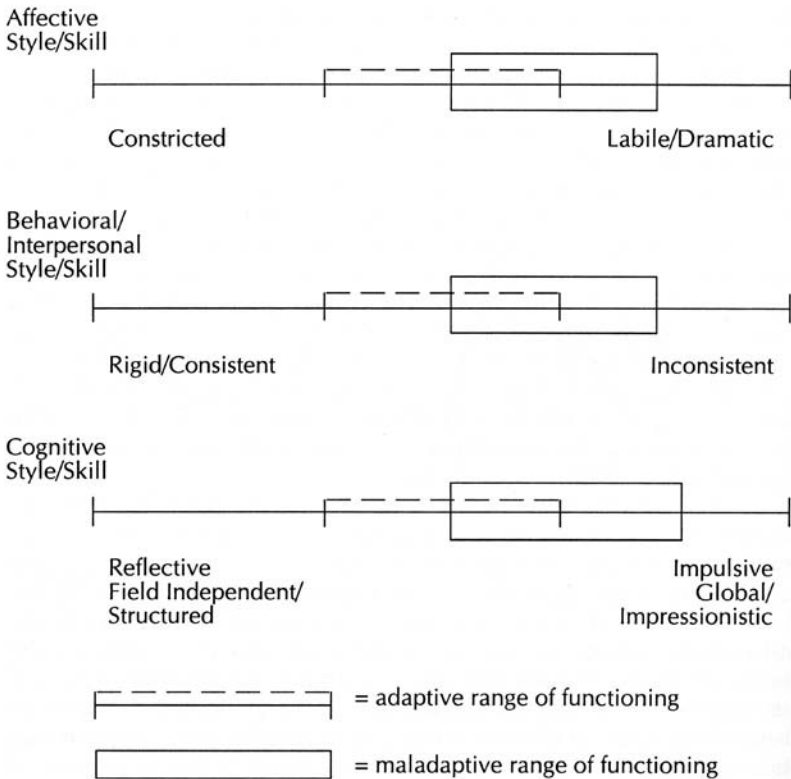 Affective
Style/Skill
Constricted
Labile/Dramatic
Behavioral/
Interpersonal
Style/Skill
Rigid/Consistent
Inconsistent
Cognitive
Style/Skill
Reflective
Field Independent/
Structured
Impulsive
Global/
Impressionistic
= adaptive range of functioning
= maladaptive range of functioning